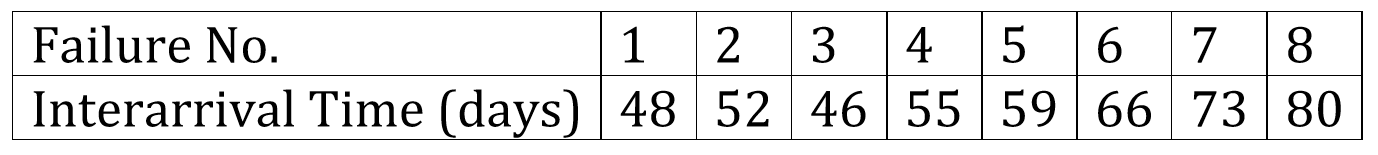 Failure No. 1 2 3 4 5 6 7 8
Interarrival Time (days) 48 52 46 55 59 66 73 80